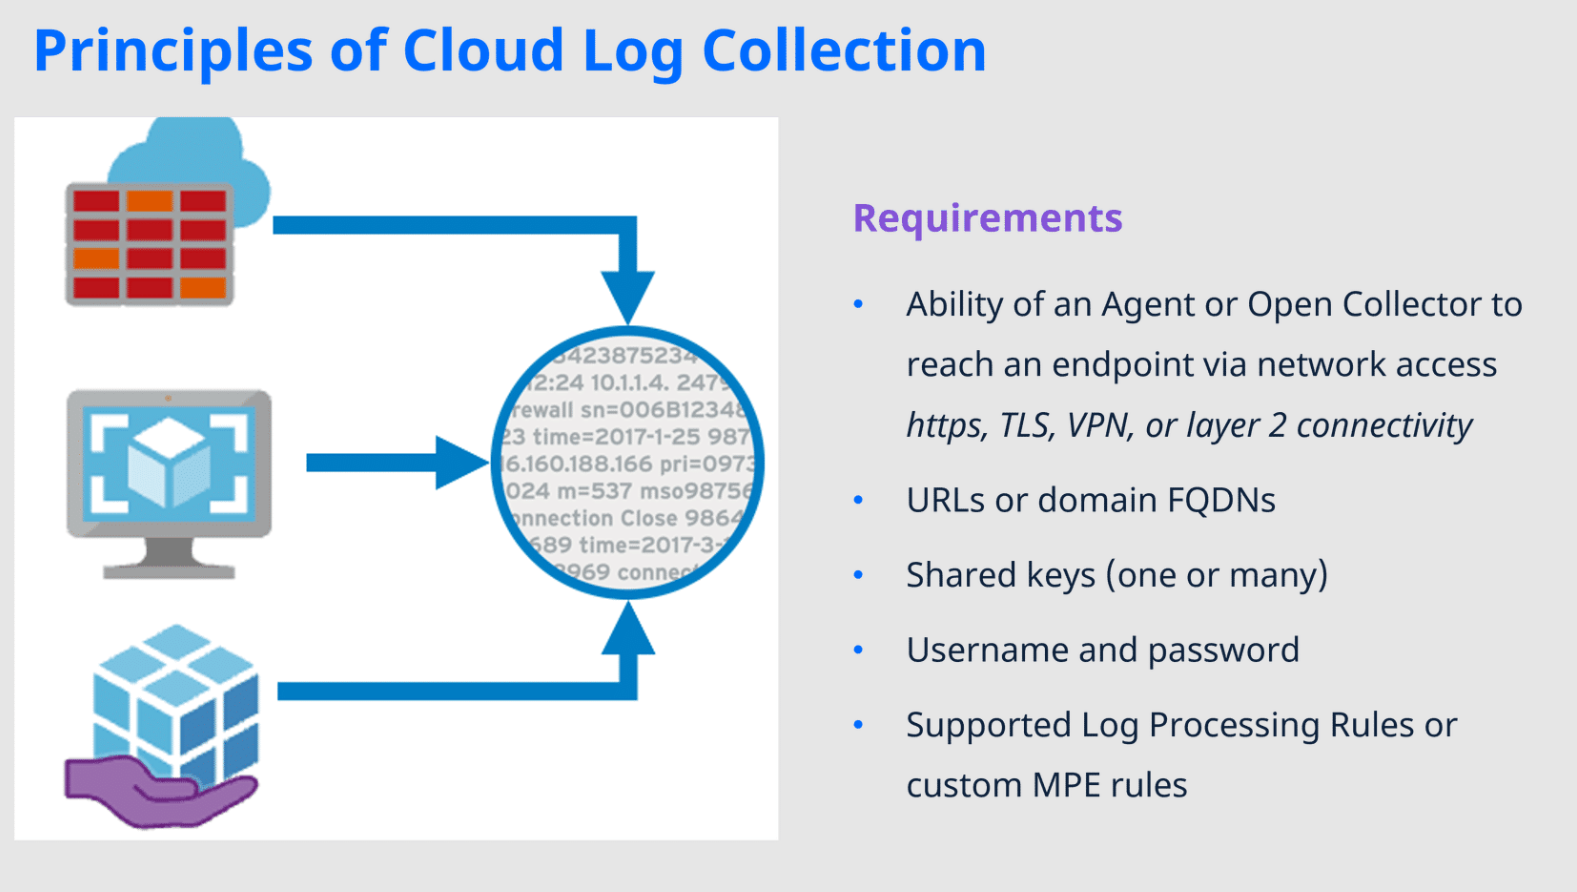 Principles of Cloud Log Collection
5423875234
12:24 10.1.1.4. 2479
rewall sn=006B12348
23 time=2017-1-25 987
16.160.188.166 pri=0973
024 m=537 mso98756
onnection Close 9864
689 time=2017-3-
8969 connect
Requirements
• Ability of an Agent or Open Collector to
reach an endpoint via network access
https, TLS, VPN, or layer 2 connectivity
• URLs or domain FQDNs
• Shared keys (one or many)
• Username and password
• Supported Log Processing Rules or
custom MPE rules